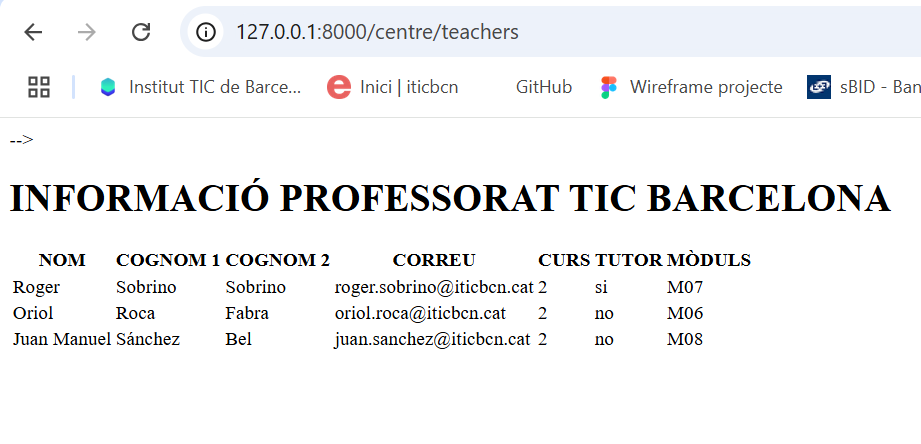 127.0.0.1:8000/centre/teachers
Institut TIC de Barce... Inici | iticbcn GitHub Wireframe projecte sBID - Ban
-->
INFORMACIÓ PROFESSORAT TIC BARCELONA
NOM COGNOM 1 COGNOM 2 CORREU CURS TUTOR MÒDULS
Roger Sobrino Sobrino roger.sobrino@iticbcn.cat 2 si M07
Oriol Roca Fabra oriol.roca@iticbcn.cat 2 no M06
Juan Manuel Sánchez Bel juan.sanchez@iticbcn.cat 2 no M08